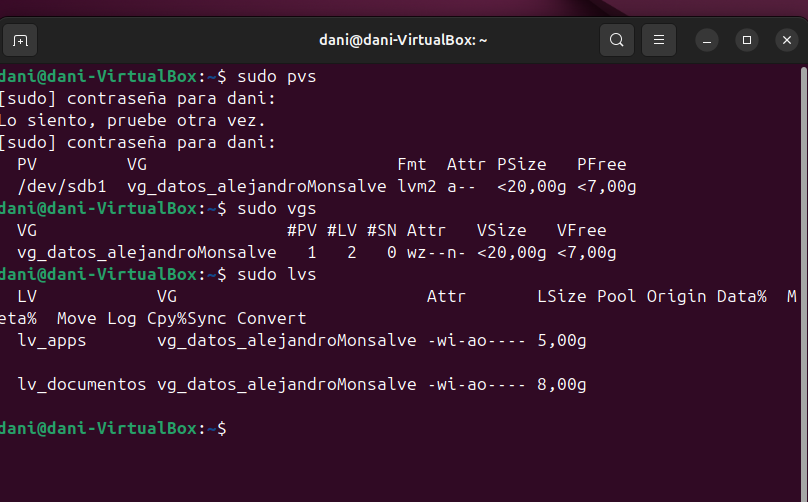 dani@dani-VirtualBox: ~
dani@dani-VirtualBox:~$ sudo pvs
[sudo] contraseña para dani:
Lo siento, pruebe otra vez.
[sudo] contraseña para dani:
PV VG Fmt Attr PSize PFree
/dev/sdb1 vg_datos_alejandroMonsalve lvm2 a-- <20,00g <7,00g
dani@dani-VirtualBox:~$ sudo vgs
VG #PV #LV #SN Attr VSize VFree
vg_datos_alejandroMonsalve 1 2 0 wz--n- <20,00g <7,00g
dani@dani-VirtualBox:~$ sudo lvs
LV VG Attr LSize Pool Origin Data% M
eta% Move Log Cpy%Sync Convert
lv_apps vg_datos_alejandroMonsalve -wi-ao---- 5,00g
lv_documentos vg_datos_alejandroMonsalve -wi-ao---- 8,00g
dani@dani-VirtualBox:~$